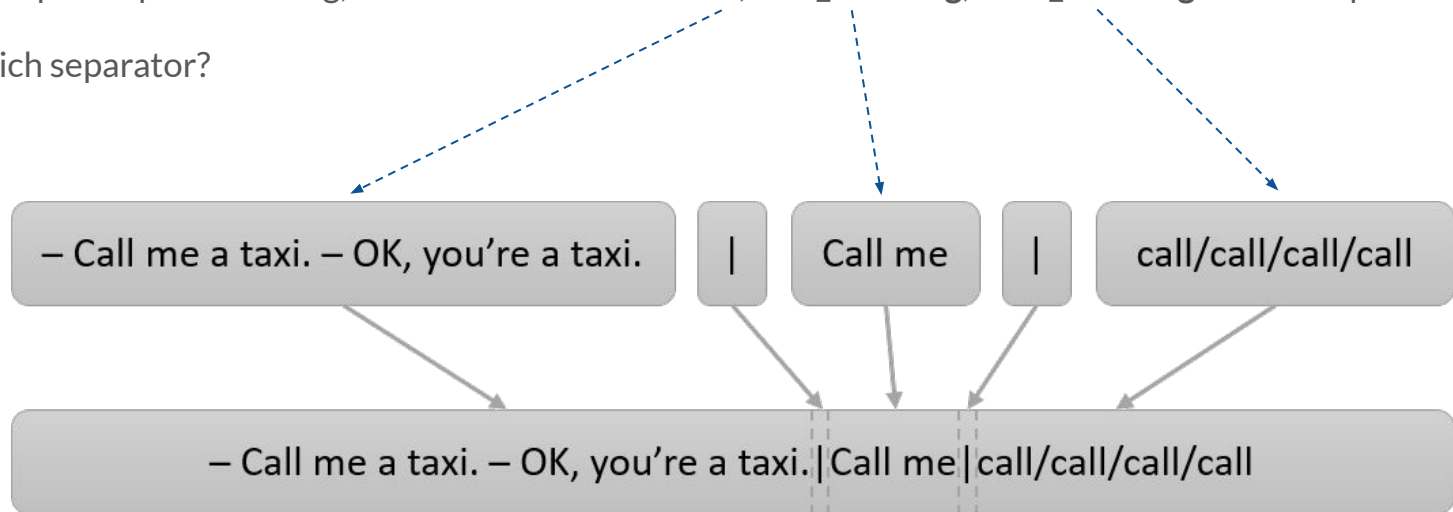 ich separator?
– Call me a taxi. – OK, you’re a taxi. | Call me | call/call/call/call
– Call me a taxi. – OK, you’re a taxi.|Call me|call/call/call/call